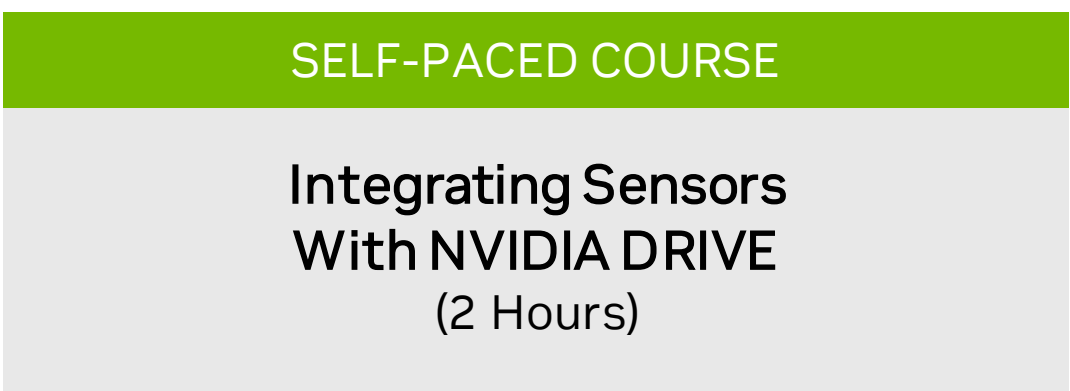 SELF-PACED COURSE
Integrating Sensors
With NVIDIA DRIVE
(2 Hours)